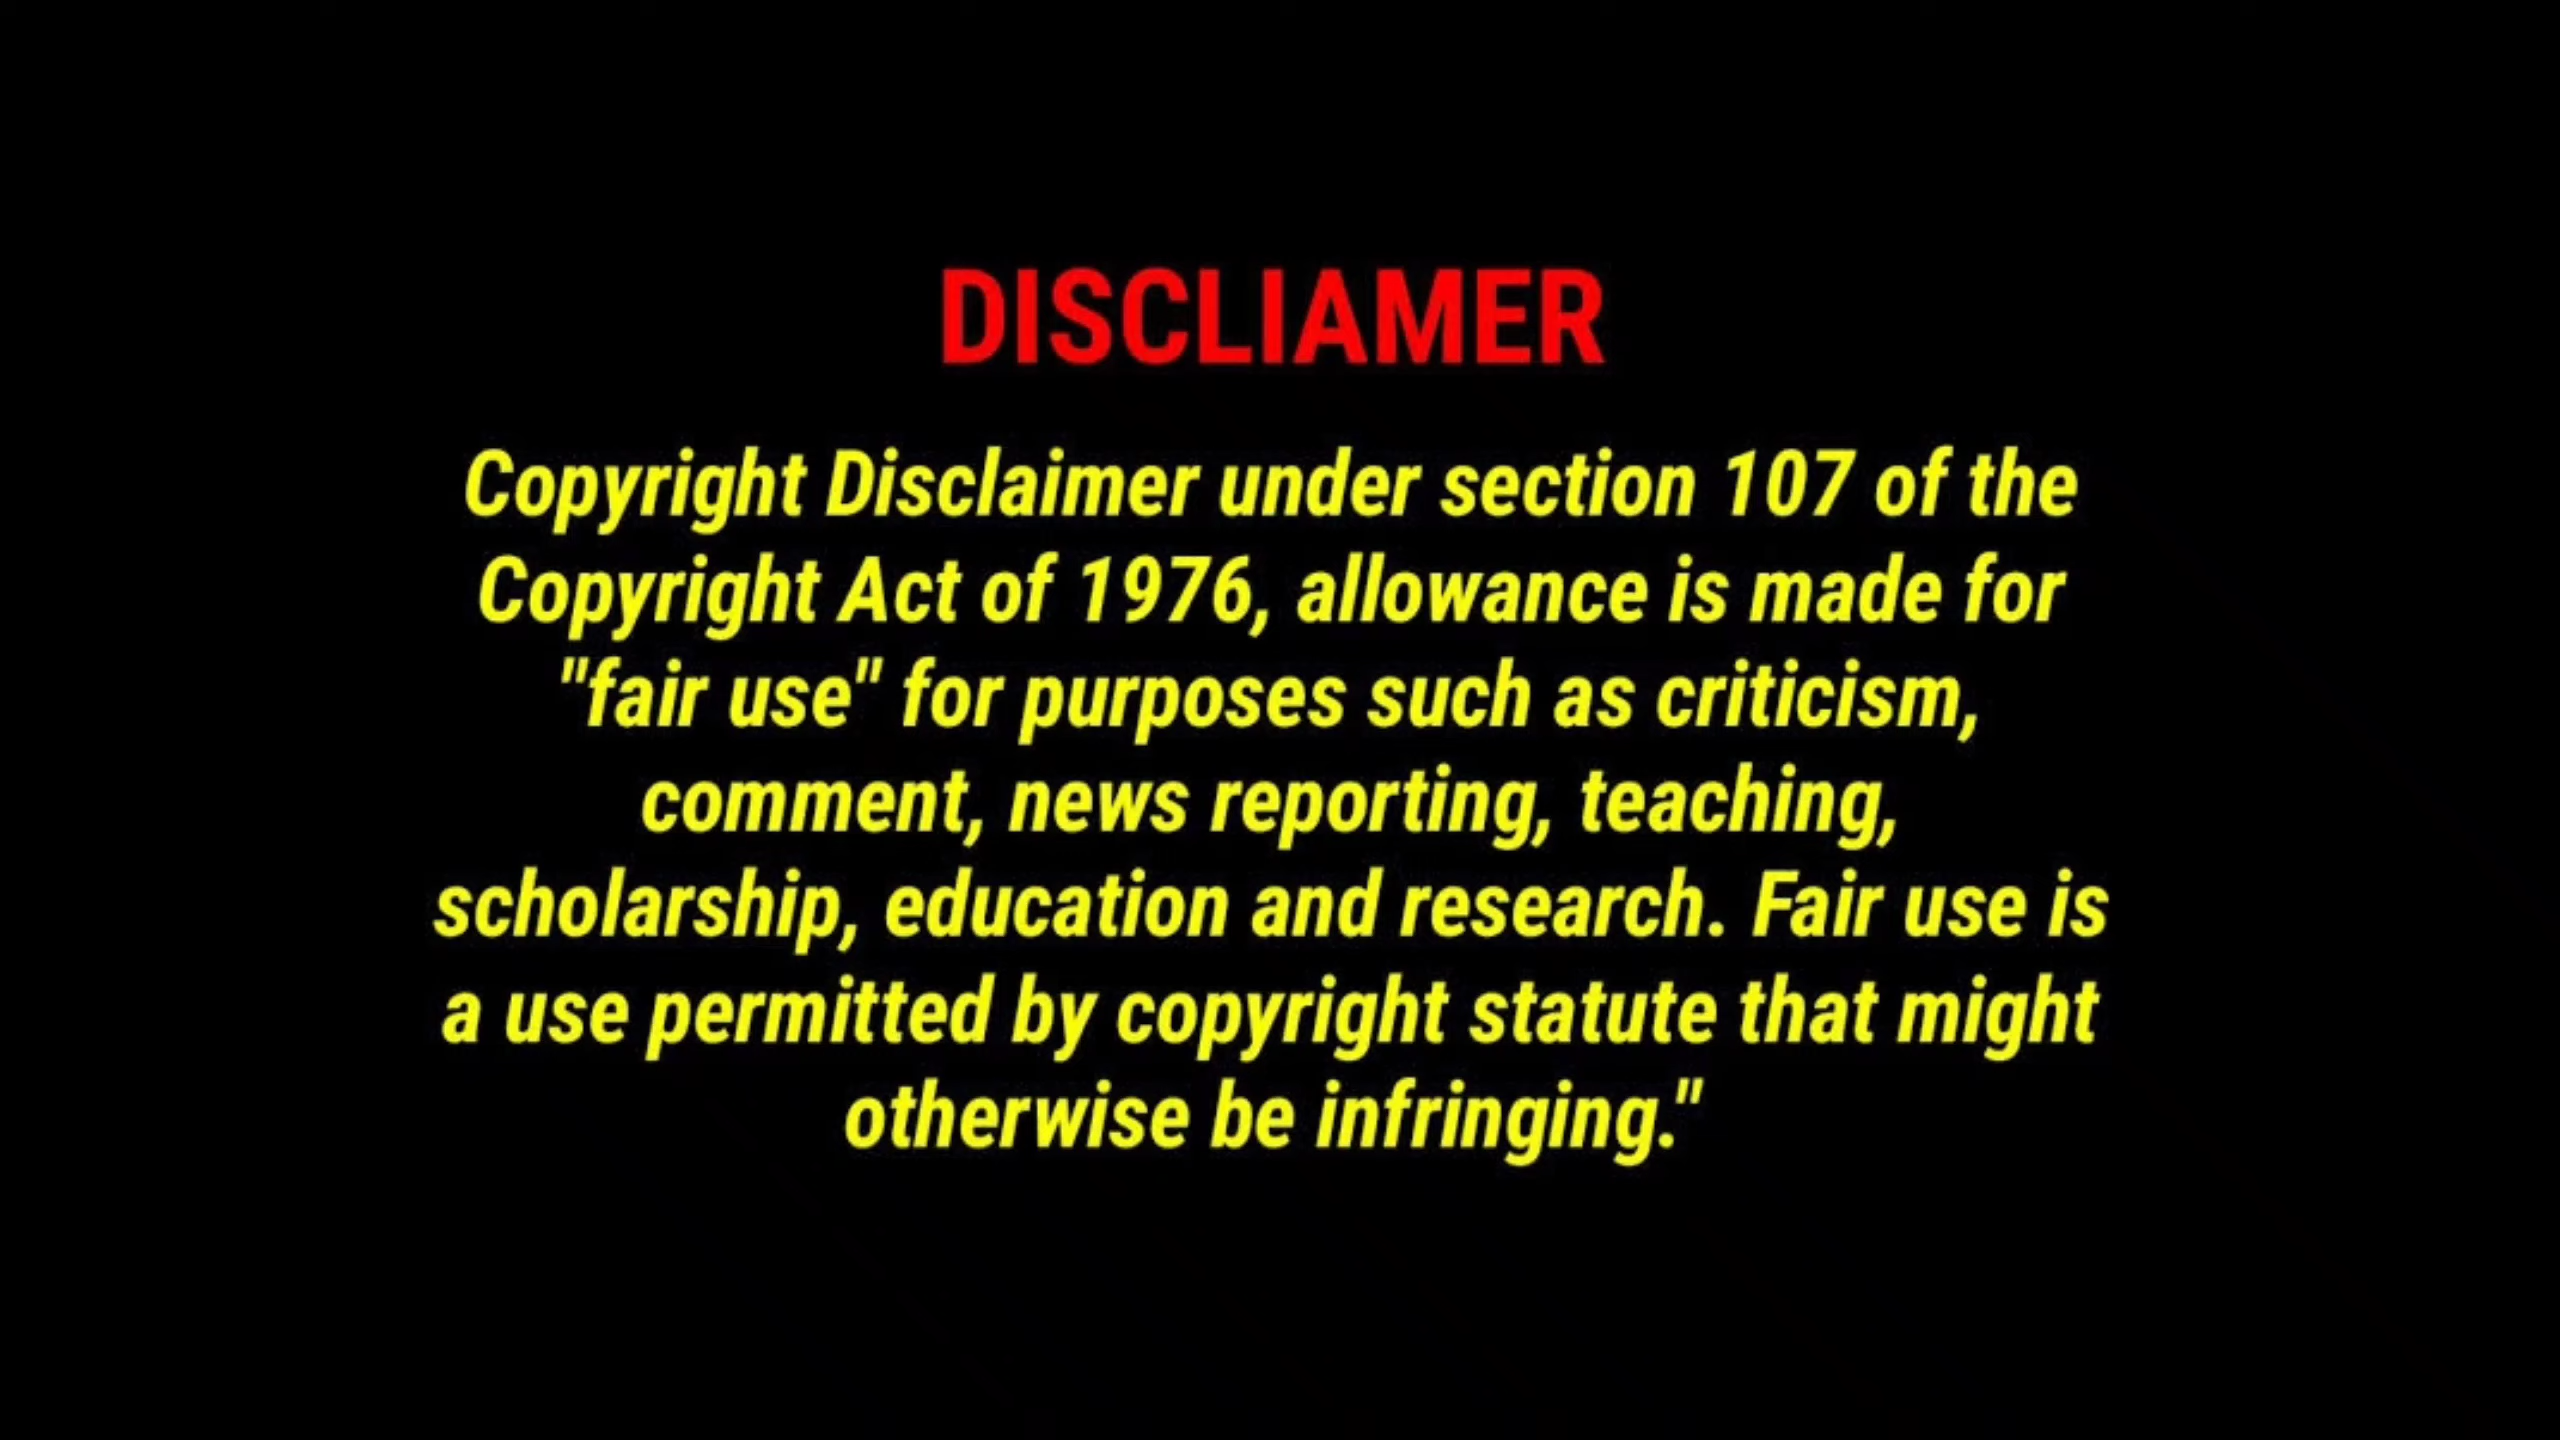 DISCLIAMER
Copyright Disclaimer under section 107 of the
Copyright Act of 1976, allowance is made for
"fair use" for purposes such as criticism,
comment, news reporting, teaching,
scholarship, education and research. Fair use is
a use permitted by copyright statute that might
otherwise be infringing."